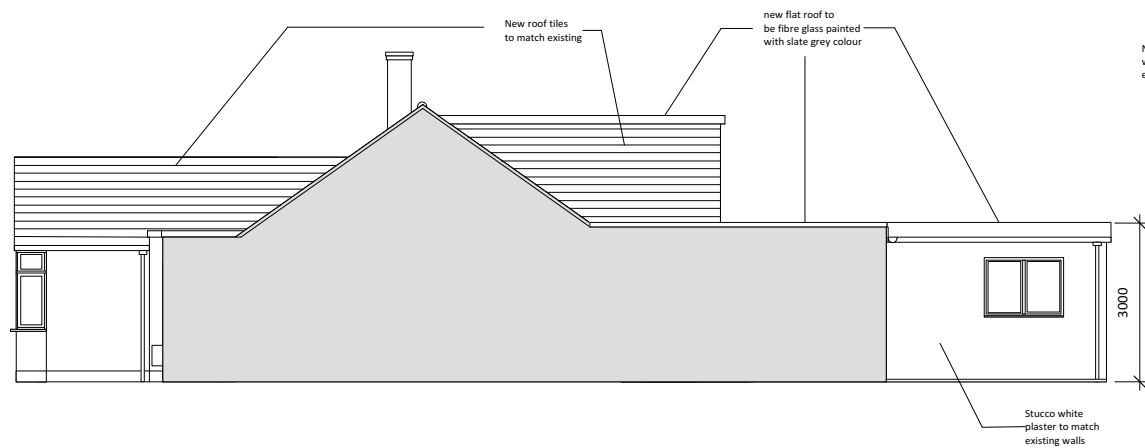 New roof tiles
to match existing
new flat roof to
be fibre glass painted
with slate grey colour
3000
Stucco white
plaster to match
existing walls